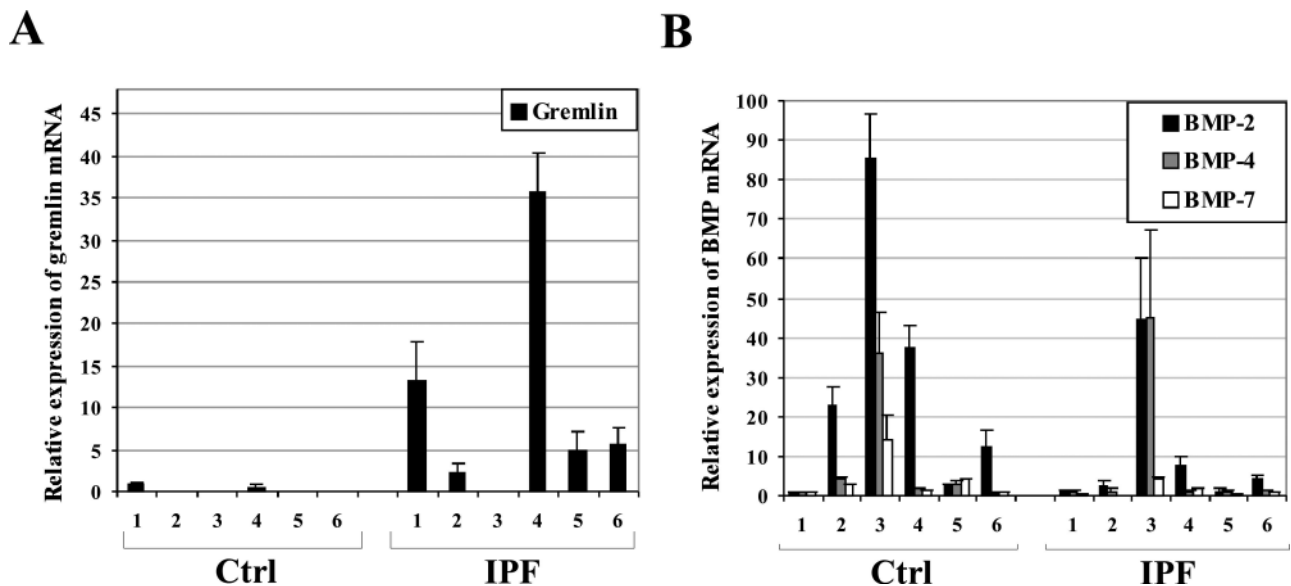 A
Relative expression of gremlin mRNA
45
40
35
30
25
20
15
10
5
0
Gremlin
1 2 3 4 5 6 1 2 3 4 5 6
Ctrl IPF
B
Relative expression of BMP mRNA
100
90
80
70
60
50
40
30
20
10
0
BMP-2
BMP-4
BMP-7
1 2 3 4 5 6 1 2 3 4 5 6
Ctrl IPF